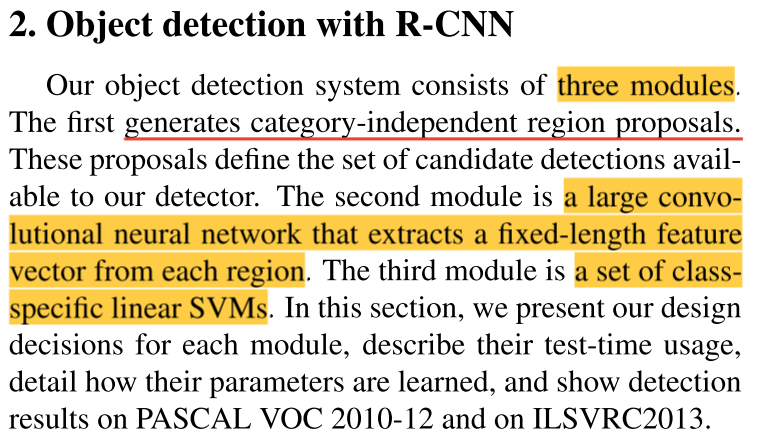 2. Object detection with R-CNN
Our object detection system consists of three modules.
The first generates category-independent region proposals.
These proposals define the set of candidate detections avail-
able to our detector. The second module is a large convo-
lutional neural network that extracts a fixed-length feature
vector from each region. The third module is a set of class-
specific linear SVMs. In this section, we present our design
decisions for each module, describe their test-time usage,
detail how their parameters are learned, and show detection
results on PASCAL VOC 2010-12 and on ILSVRC2013.